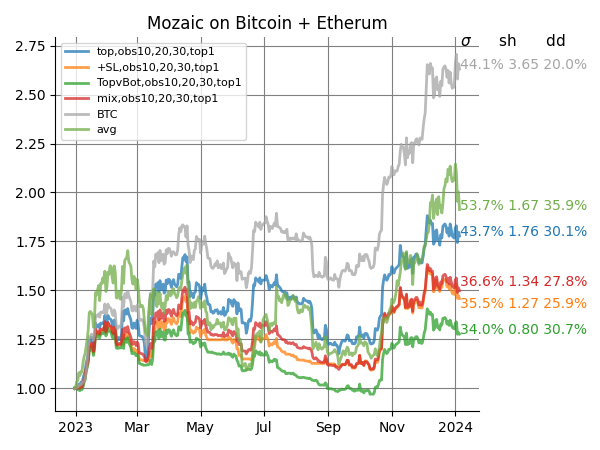 Mozaic on Bitcoin + Etherum
σ sh dd
top,obs10,20,30,top1
+SL,obs10,20,30,top1
TopvBot,obs10,20,30,top1
mix,obs10,20,30,top1
BTC
avg
44.1% 3.65 20.0%
53.7% 1.67 35.9%
43.7% 1.76 30.1%
36.6% 1.34 27.8%
35.5% 1.27 25.9%
34.0% 0.80 30.7%
2.75
2.50
2.25
2.00
1.75
1.50
1.25
1.00
2023 Mar May Jul Sep Nov 2024